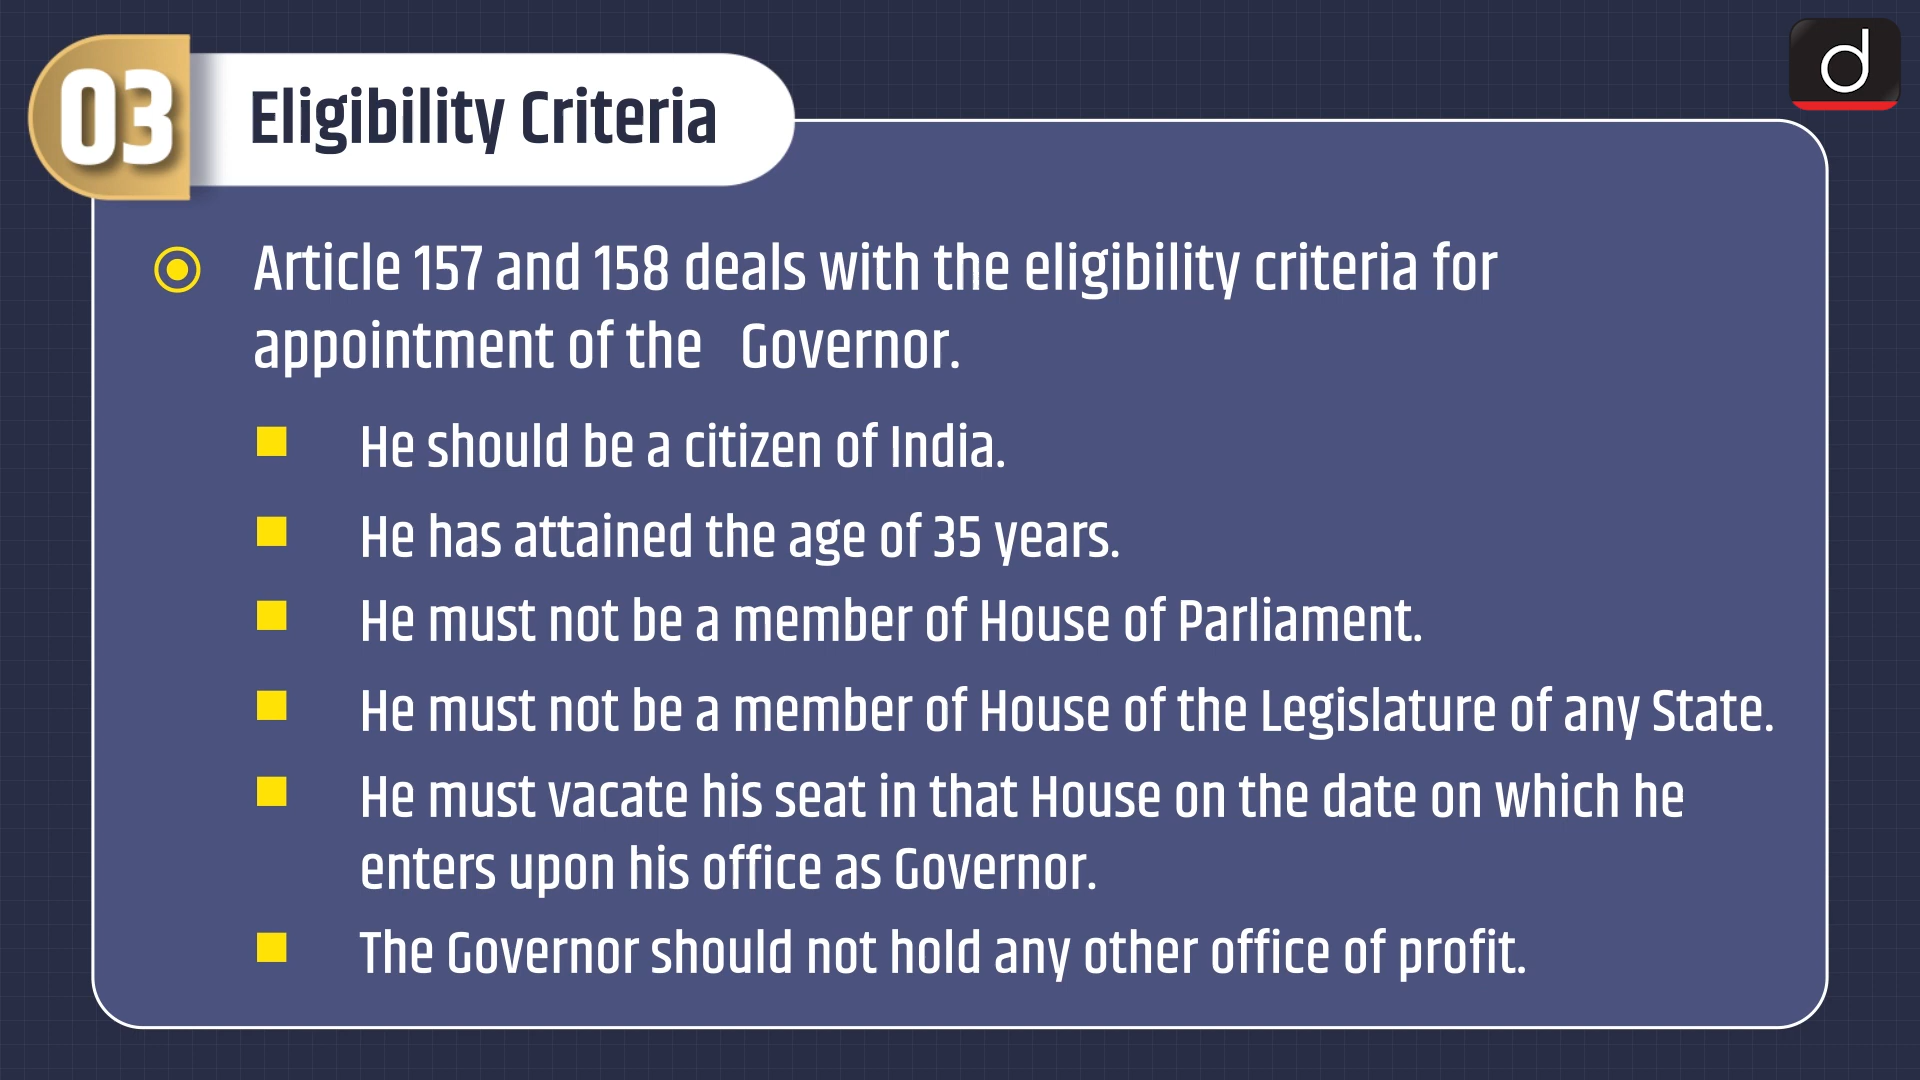 03
Eligibility Criteria
d
Article 157 and 158 deals with the eligibility criteria for
appointment of the Governor.
He should be a citizen of India.
He has attained the age of 35 years.
He must not be a member of House of Parliament.
He must not be a member of House of the Legislature of any State.
He must vacate his seat in that House on the date on which he
enters upon his office as Governor.
The Governor should not hold any other office of profit.